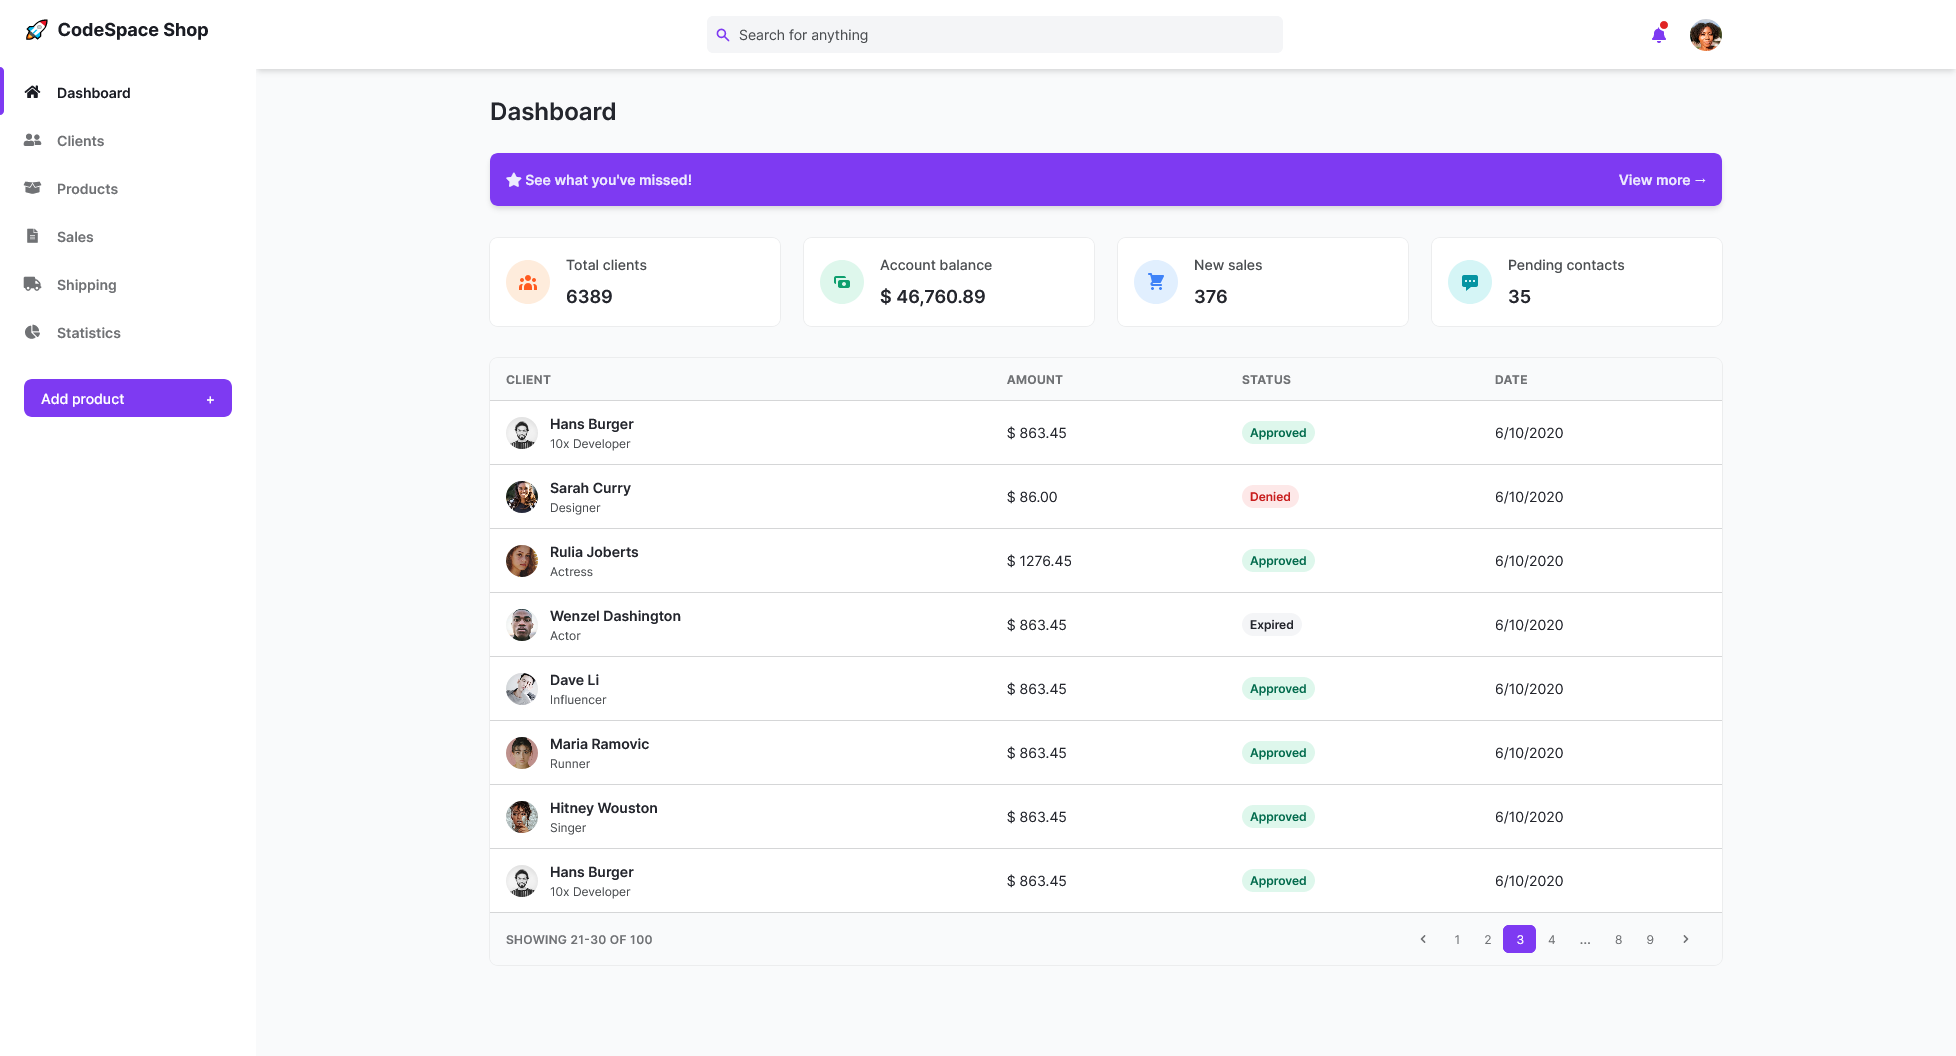 CodeSpace Shop
Search for anything
Dashboard
Clients
Products
Sales
Shipping
Statistics
Add product +
Dashboard
See what you've missed!
View more →
Total clients
6389
Account balance
$ 46,760.89
New sales
376
Pending contacts
35
CLIENT AMOUNT STATUS DATE
Hans Burger
10x Developer
$ 863.45 Approved 6/10/2020
Sarah Curry
Designer
$ 86.00 Denied 6/10/2020
Rulia Joberts
Actress
$ 1276.45 Approved 6/10/2020
Wenzel Dashington
Actor
$ 863.45 Expired 6/10/2020
Dave Li
Influencer
$ 863.45 Approved 6/10/2020
Maria Ramovic
Runner
$ 863.45 Approved 6/10/2020
Hitney Wouston
Singer
$ 863.45 Approved 6/10/2020
Hans Burger
10x Developer
$ 863.45 Approved 6/10/2020
SHOWING 21-30 OF 100
1 2 3 4 ... 8 9